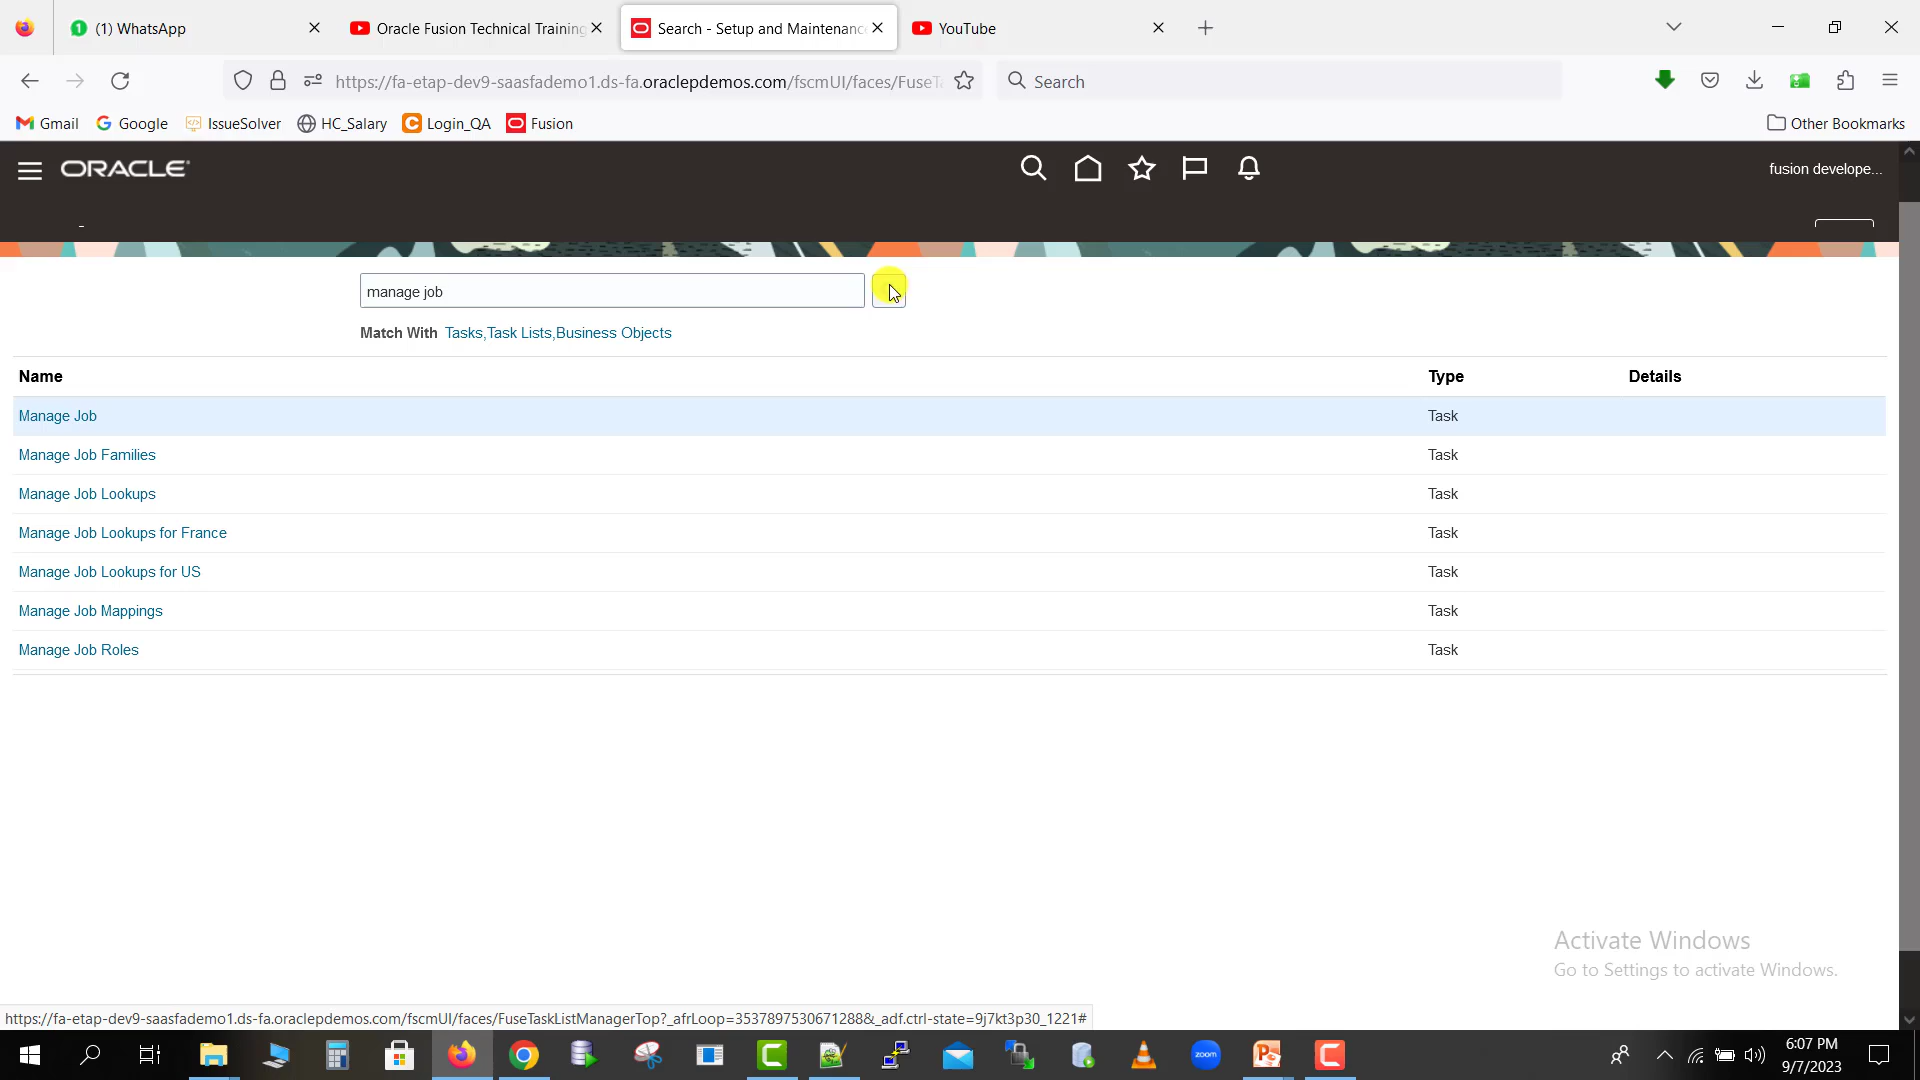 (1) WhatsApp
Oracle Fusion Technical Training
Search - Setup and Maintenance
YouTube
https://fa-etap-dev9-saasfademo1.ds-fa.oraclepdemos.com/fscmUI/faces/FuseTa
Search
Gmail
Google
IssueSolver
HC_Salary
Login_QA
Fusion
Other Bookmarks
ORACLE
fusion develope...
manage job
Match With Tasks,Task Lists,Business Objects
Name Type Details
Manage Job Task
Manage Job Families Task
Manage Job Lookups Task
Manage Job Lookups for France Task
Manage Job Lookups for US Task
Manage Job Mappings Task
Manage Job Roles Task
Activate Windows
Go to Settings to activate Windows.
https://fa-etap-dev9-saasfademo1.ds-fa.oraclepdemos.com/fscmUI/faces/FuseTaskListManagerTop?_afrLoop=3537897530671288&_adf.ctrl-state=9j7kt3p30_1221#
zoom
6:07 PM
9/7/2023